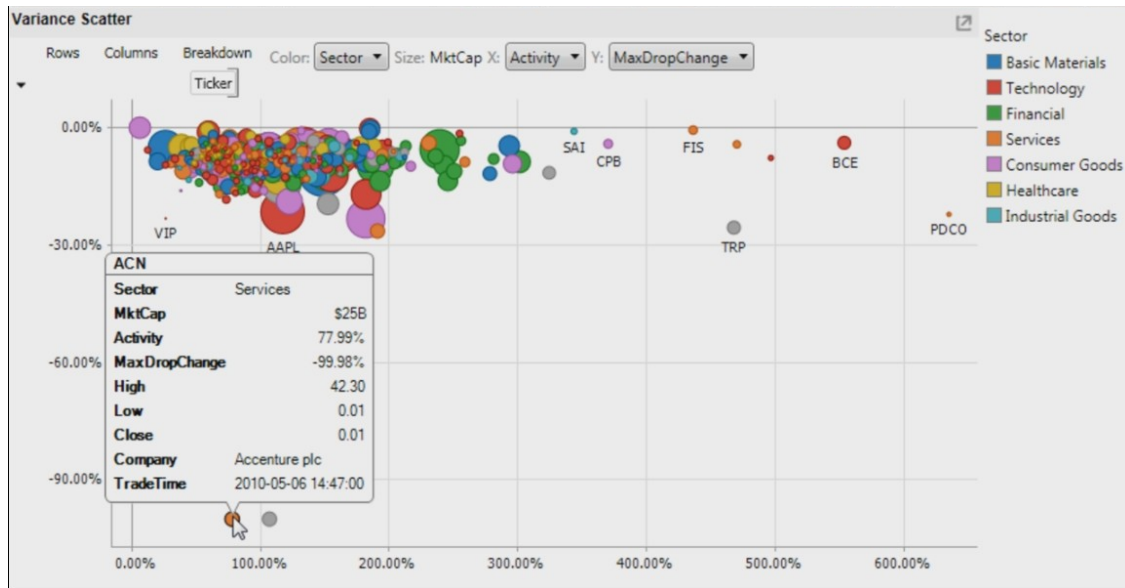 Variance Scatter
Rows Columns Breakdown Color: Sector Size: MktCap X: Activity Y: MaxDropChange
Ticker
Sector
Basic Materials
Technology
Financial
Services
Consumer Goods
Healthcare
Industrial Goods
0.00%
SAI
CPB
FIS
BCE
VIP
PDCO
-30.00%
AAPL
TRP
ACN
Sector Services
MktCap $25B
Activity 77.99%
-60.00%
MaxDropChange -99.98%
High 42.30
Low 0.01
Close 0.01
Company Accenture plc
-90.00%
TradeTime 2010-05-06 14:47:00
0.00% 100.00% 200.00% 300.00% 400.00% 500.00% 600.00%